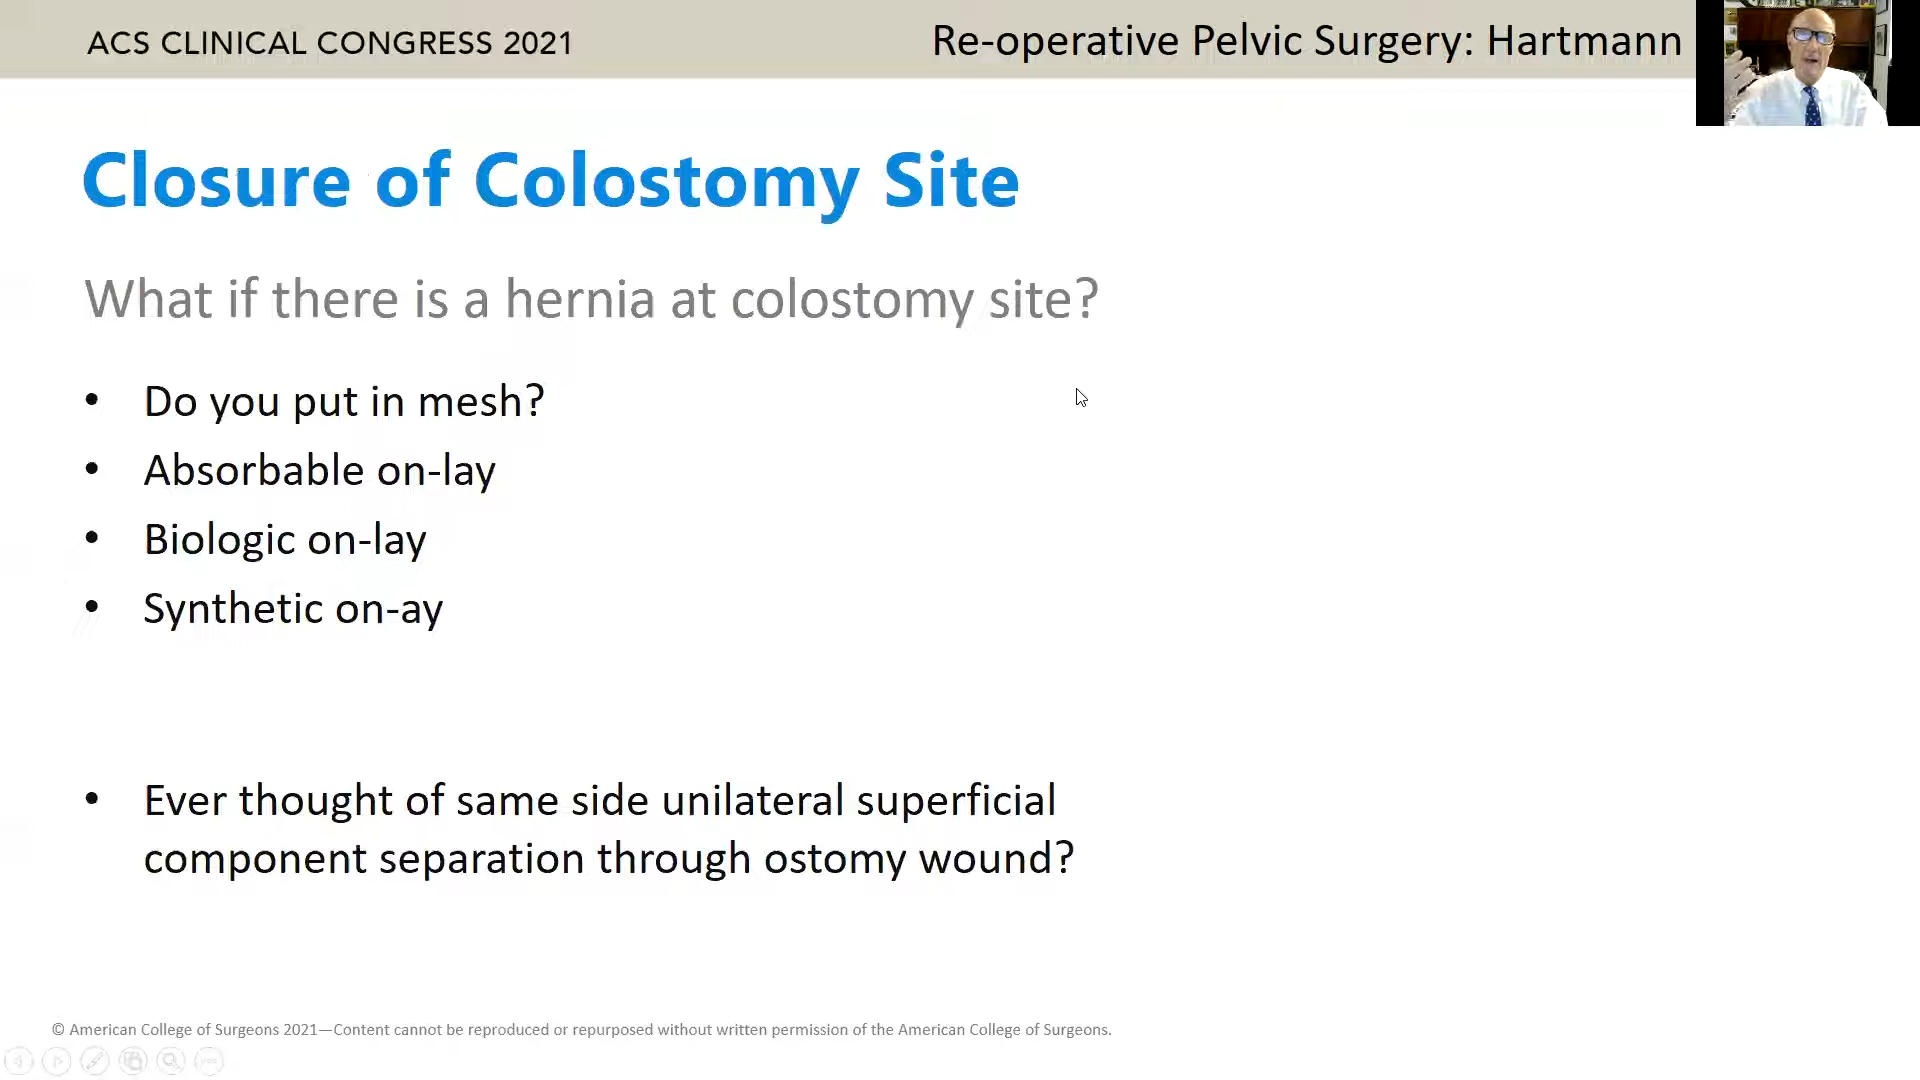 ACS CLINICAL CONGRESS 2021
Re-operative Pelvic Surgery: Hartmann
Closure of Colostomy Site
What if there is a hernia at colostomy site?
• Do you put in mesh?
• Absorbable on-lay
• Biologic on-lay
• Synthetic on-ay
• Ever thought of same side unilateral superficial
component separation through ostomy wound?
© American College of Surgeons 2021—Content cannot be reproduced or repurposed without written permission of the American College of Surgeons.